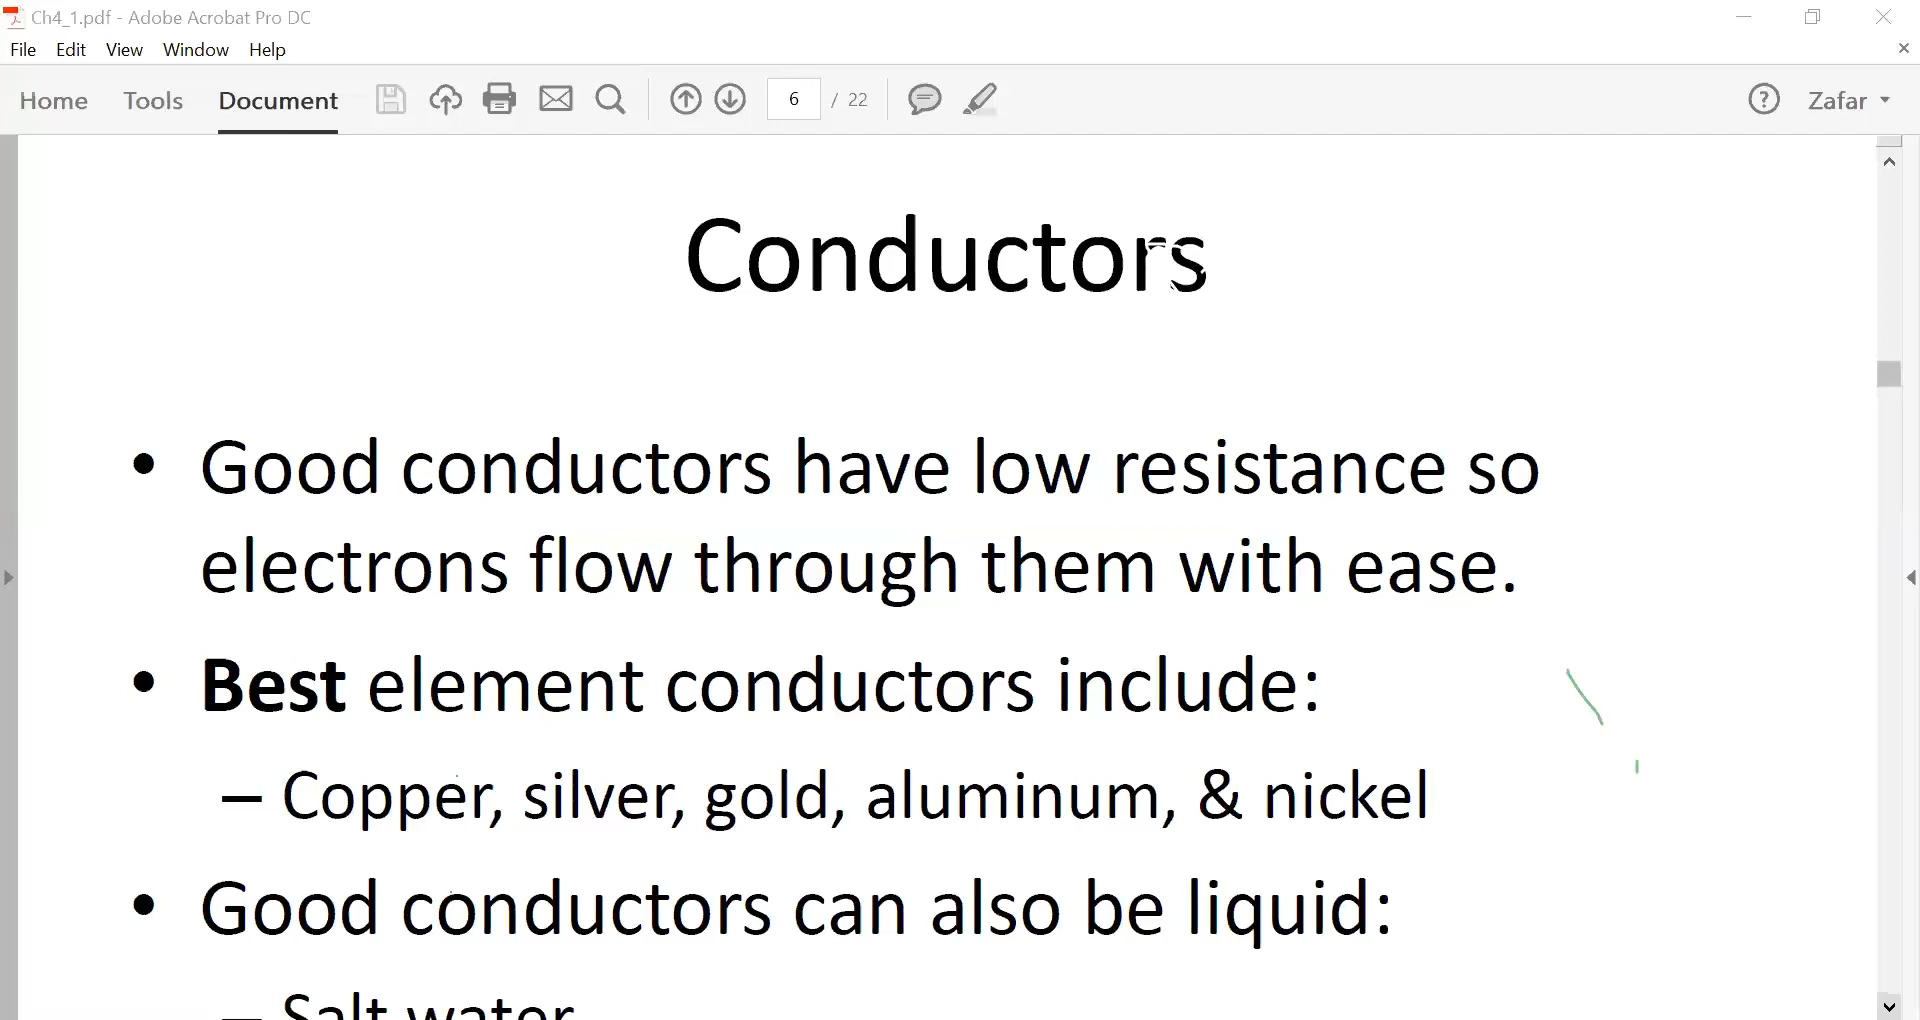 Ch4_1.pdf - Adobe Acrobat Pro DC
File Edit View Window Help
Home Tools Document 6 / 22 Zafar
Conductors
• Good conductors have low resistance so
electrons flow through them with ease.
• Best element conductors include:
– Copper, silver, gold, aluminum, & nickel
• Good conductors can also be liquid:
– Salt water